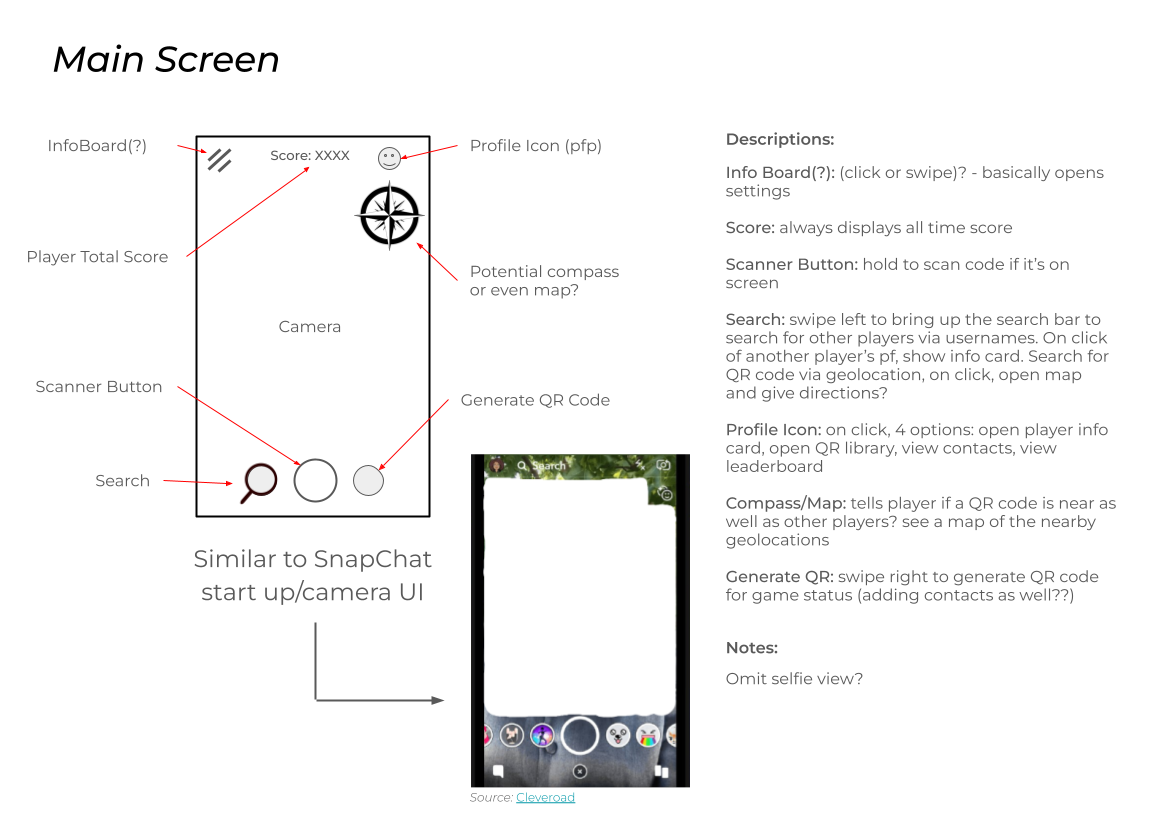 Main Screen
InfoBoard(?)
Score: XXXX
Profile Icon (pfp)
Player Total Score
Potential compass
or even map?
Camera
Scanner Button
Generate QR Code
Search
Similar to SnapChat
start up/camera UI
Search
Source: Cleveroad
Descriptions:
Info Board(?): (click or swipe)? - basically opens
settings
Score: always displays all time score
Scanner Button: hold to scan code if it’s on
screen
Search: swipe left to bring up the search bar to
search for other players via usernames. On click
of another player’s pf, show info card. Search for
QR code via geolocation, on click, open map
and give directions?
Profile Icon: on click, 4 options: open player info
card, open QR library, view contacts, view
leaderboard
Compass/Map: tells player if a QR code is near as
well as other players? see a map of the nearby
geolocations
Generate QR: swipe right to generate QR code
for game status (adding contacts as well??)
Notes:
Omit selfie view?